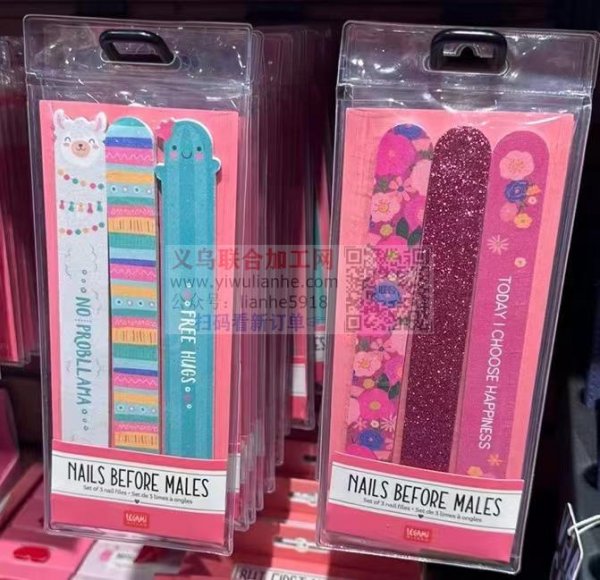 NO PROBLLAMA
FREE HUGS
TODAY I CHOOSE HAPPINESS
义乌联合加工网
www.yiwulianhe.com
公众号: lianhe5918
扫码看新订单
NAILS BEFORE MALES
Set of 3 nail files • Set de 3 limes à ongles
LEGAMI
NAILS BEFORE MALES
Set of 3 nail files • Set de 3 limes à ongles
LEGAMI